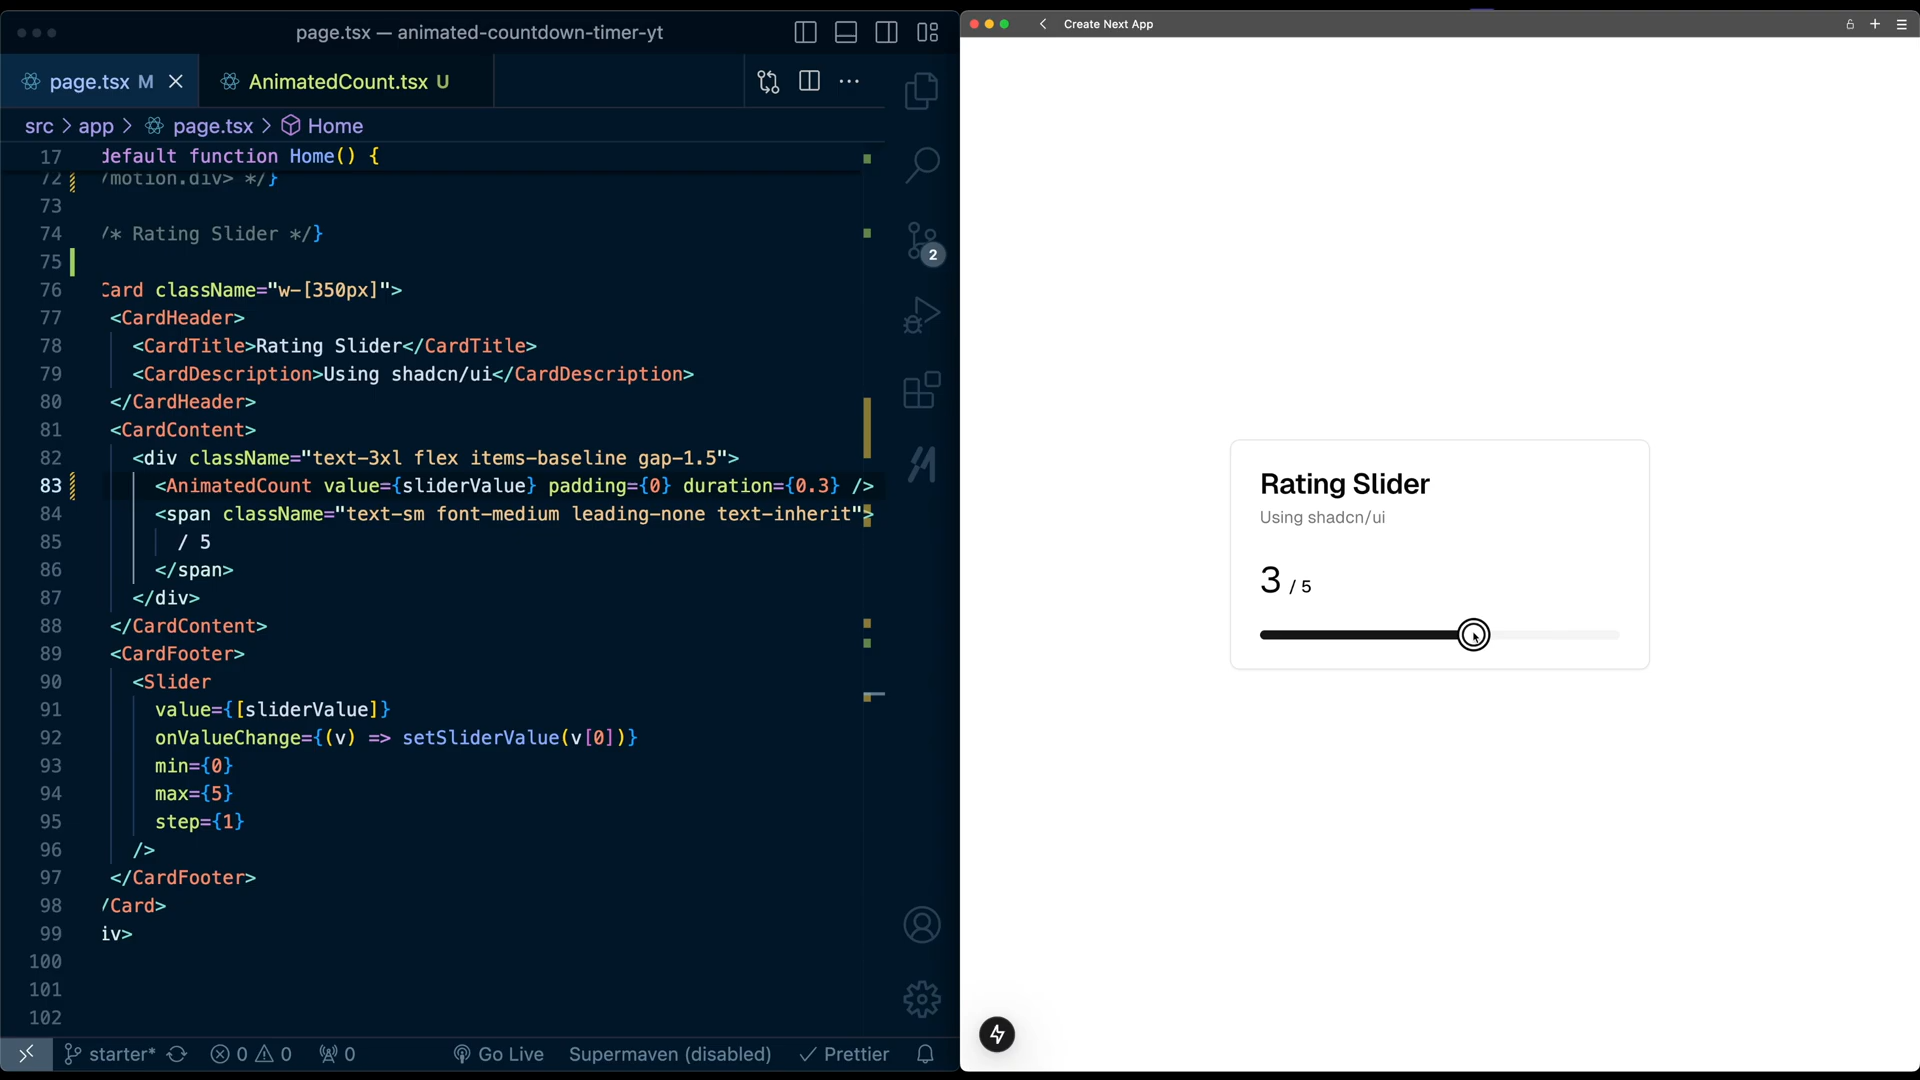 page.tsx — animated-countdown-timer-yt
page.tsx M
AnimatedCount.tsx U
src > app > page.tsx > Home
17 default function Home() {
72 /motion.div> */}
73
74 /* Rating Slider */}
75
76 Card className="w-[350px]">
77 <CardHeader>
78 <CardTitle>Rating Slider</CardTitle>
79 <CardDescription>Using shadcn/ui</CardDescription>
80 </CardHeader>
81 <CardContent>
82 <div className="text-3xl flex items-baseline gap-1.5">
83 <AnimatedCount value={sliderValue} padding={0} duration={0.3} />
84 <span className="text-sm font-medium leading-none text-inherit">
85 / 5
86 </span>
87 </div>
88 </CardContent>
89 <CardFooter>
90 <Slider
91 value={[sliderValue]}
92 onValueChange={(v) => setSliderValue(v[0])}
93 min={0}
94 max={5}
95 step={1}
96 />
97 </CardFooter>
98 /Card>
99 iv>
100
101
102
2
starter* 0 0 0 Go Live Supermaven (disabled) Prettier
Create Next App
Rating Slider
Using shadcn/ui
3 / 5